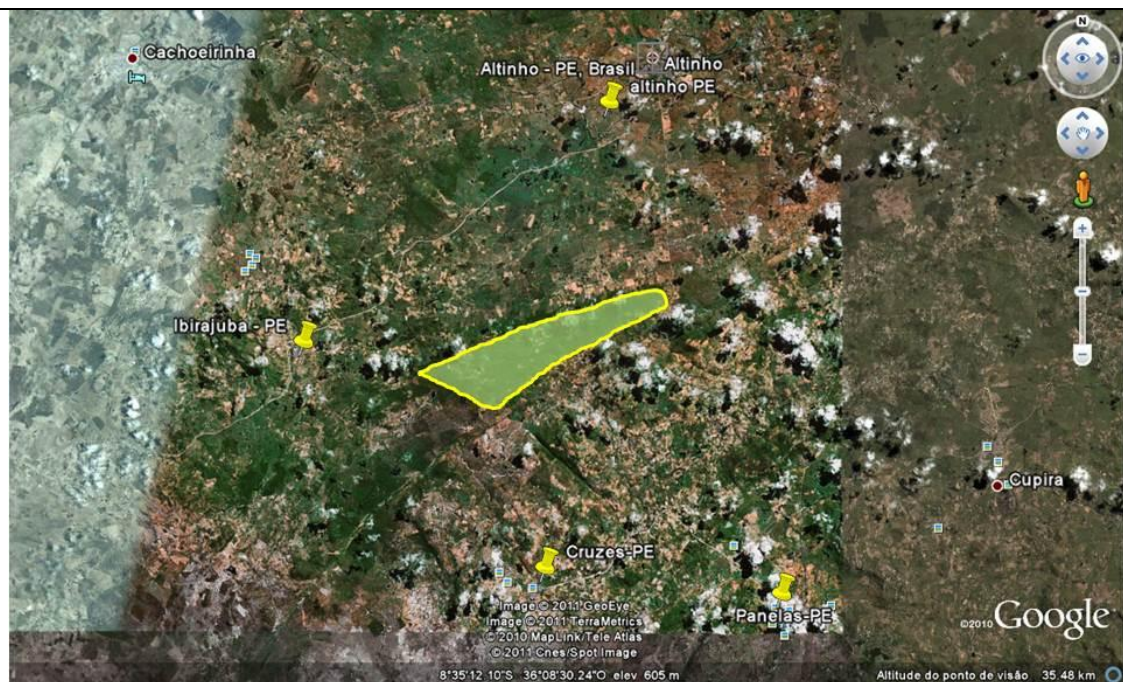 N
Cachoeirinha
Altinho
Altinho - PE, Brasil
altinho PE
Ibirajuba - PE
Cupira
Cruzes-PE
Panelas-PE
Image © 2011 GeoEye
Image © 2011 TerraMetrics
© 2010 MapLink/Tele Atlas
© 2011 Cnes/Spot Image
©2010 Google
8°35'12.10"S 36°08'30.24"O elev 605 m
Altitude do ponto de visão 35.48 km